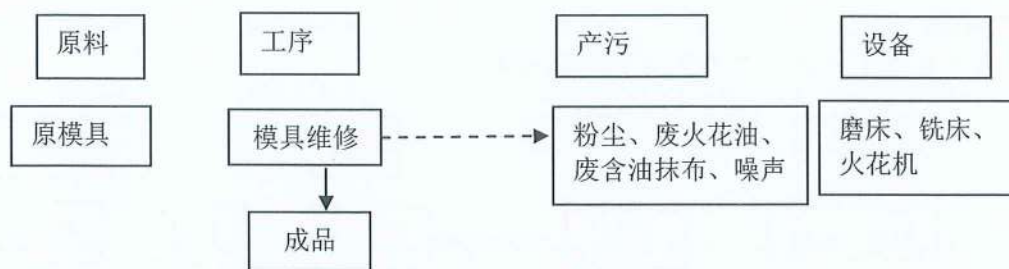 原料
工序
产污
设备
原模具
模具维修
粉尘、废火花油、
废含油抹布、噪声
磨床、铣床、
火花机
成品